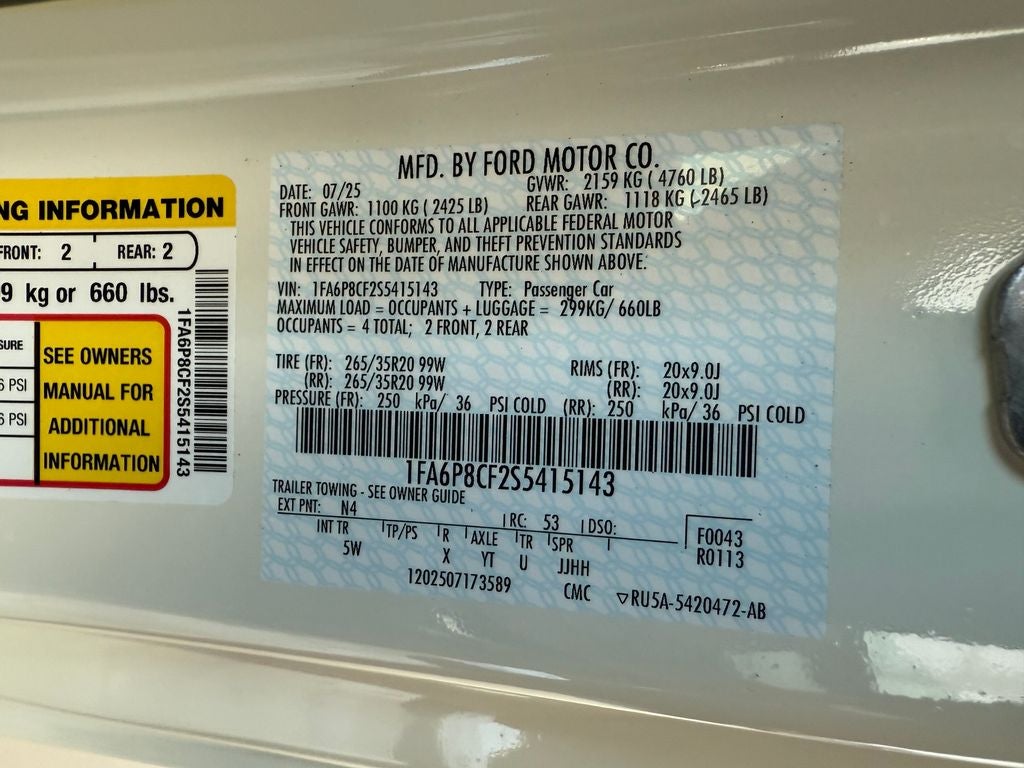 NG INFORMATION
FRONT: 2 REAR: 2
9 kg or 660 lbs.
SURE
6 PSI
6 PSI
SEE OWNERS
MANUAL FOR
ADDITIONAL
INFORMATION
1FA6P8CF2S5415143
MFD. BY FORD MOTOR CO.
DATE: 07/25 GVWR: 2159 KG ( 4760 LB)
FRONT GAWR: 1100 KG ( 2425 LB) REAR GAWR: 1118 KG ( 2465 LB)
THIS VEHICLE CONFORMS TO ALL APPLICABLE FEDERAL MOTOR
VEHICLE SAFETY, BUMPER, AND THEFT PREVENTION STANDARDS
IN EFFECT ON THE DATE OF MANUFACTURE SHOWN ABOVE.
VIN: 1FA6P8CF2S5415143 TYPE: Passenger Car
MAXIMUM LOAD = OCCUPANTS + LUGGAGE = 299KG/ 660LB
OCCUPANTS = 4 TOTAL; 2 FRONT, 2 REAR
TIRE (FR): 265/35R20 99W RIMS (FR): 20x9.0J
(RR): 265/35R20 99W (RR): 20x9.0J
PRESSURE (FR): 250 kPa/ 36 PSI COLD (RR): 250 kPa/ 36 PSI COLD
1FA6P8CF2S5415143
TRAILER TOWING - SEE OWNER GUIDE
EXT PNT: N4 RC: 53 DSO:
INT TR TP/PS R AXLE TR SPR
5W X YT U JJHH
F0043
R0113
1202507173589 CMC ▽RU5A-5420472-AB